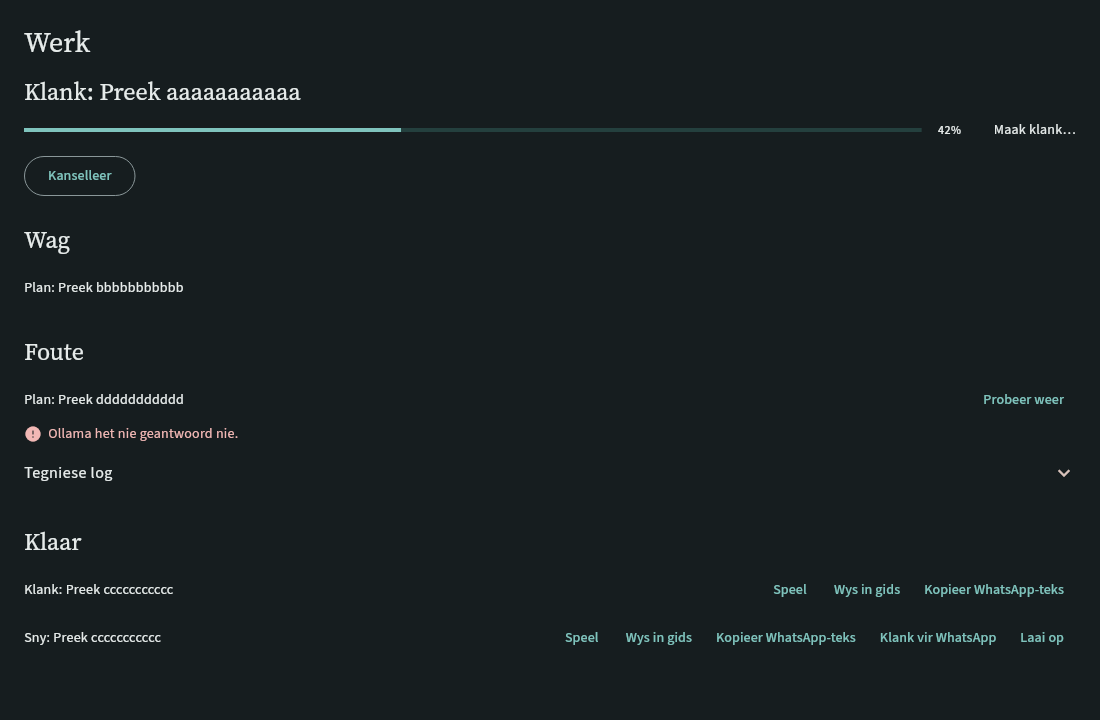 Werk
Klank: Preek aaaaaaaaaaa
42% Maak klank…
Kanselleer
Wag
Plan: Preek bbbbbbbbbbb
Foute
Plan: Preek ddddddddddd Probeer weer
Ollama het nie geantwoord nie.
Tegniese log
Klaar
Klank: Preek ccccccccccc Speel Wys in gids Kopieer WhatsApp-teks
Sny: Preek ccccccccccc Speel Wys in gids Kopieer WhatsApp-teks Klank vir WhatsApp Laai op